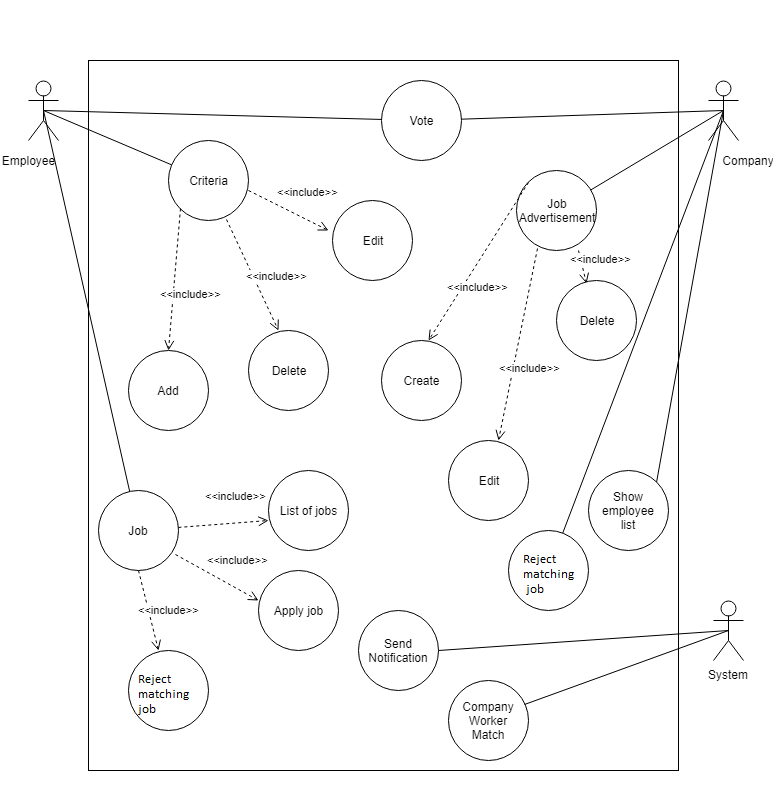 Vote
Employee
Company
Criteria
<<include>>
Job
Advertisement
Edit
<<include>>
<<include>>
<<include>>
<<include>>
Delete
<<include>>
Delete
Create
Add
Edit
<<include>>
List of jobs
Show
employee
list
Job
<<include>>
Reject
matching
job
<<include>>
Apply job
Send
Notification
System
Reject
matching
job
Company
Worker
Match